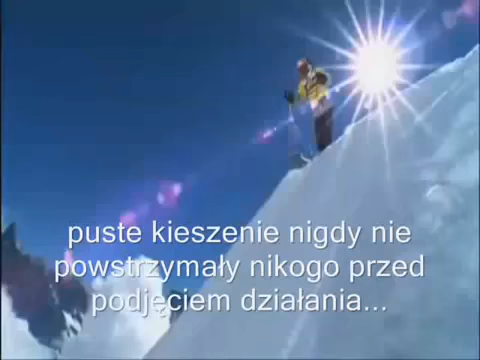 puste kieszenie nigdy nie
powstrzymały nikogo przed
podjęciem działania...